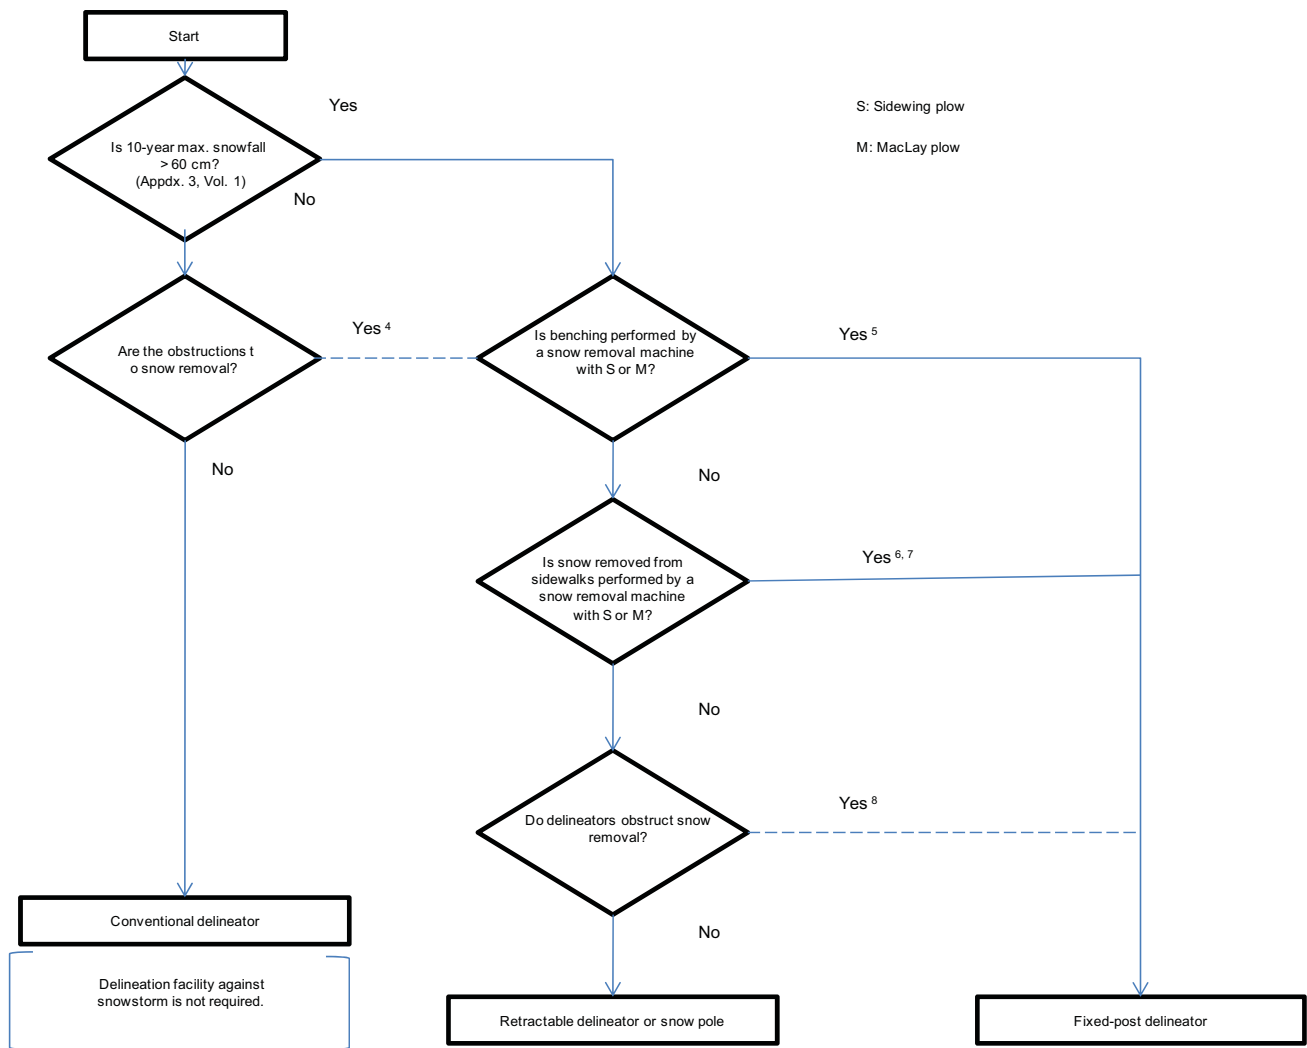 Start
Yes
S: Sidewing plow
M: MacLay plow
Is 10-year max. snowfall
> 60 cm?
(Appdx. 3, Vol. 1)
No
Are the obstructions t
o snow removal?
Yes 4
Is benching performed by
a snow removal machine
with S or M?
Yes 5
No
No
Is snow removed from
sidewalks performed by a
snow removal machine
with S or M?
Yes 6, 7
No
Do delineators obstruct snow
removal?
Yes 8
No
Conventional delineator
Delineation facility against
snowstorm is not required.
Retractable delineator or snow pole
Fixed-post delineator